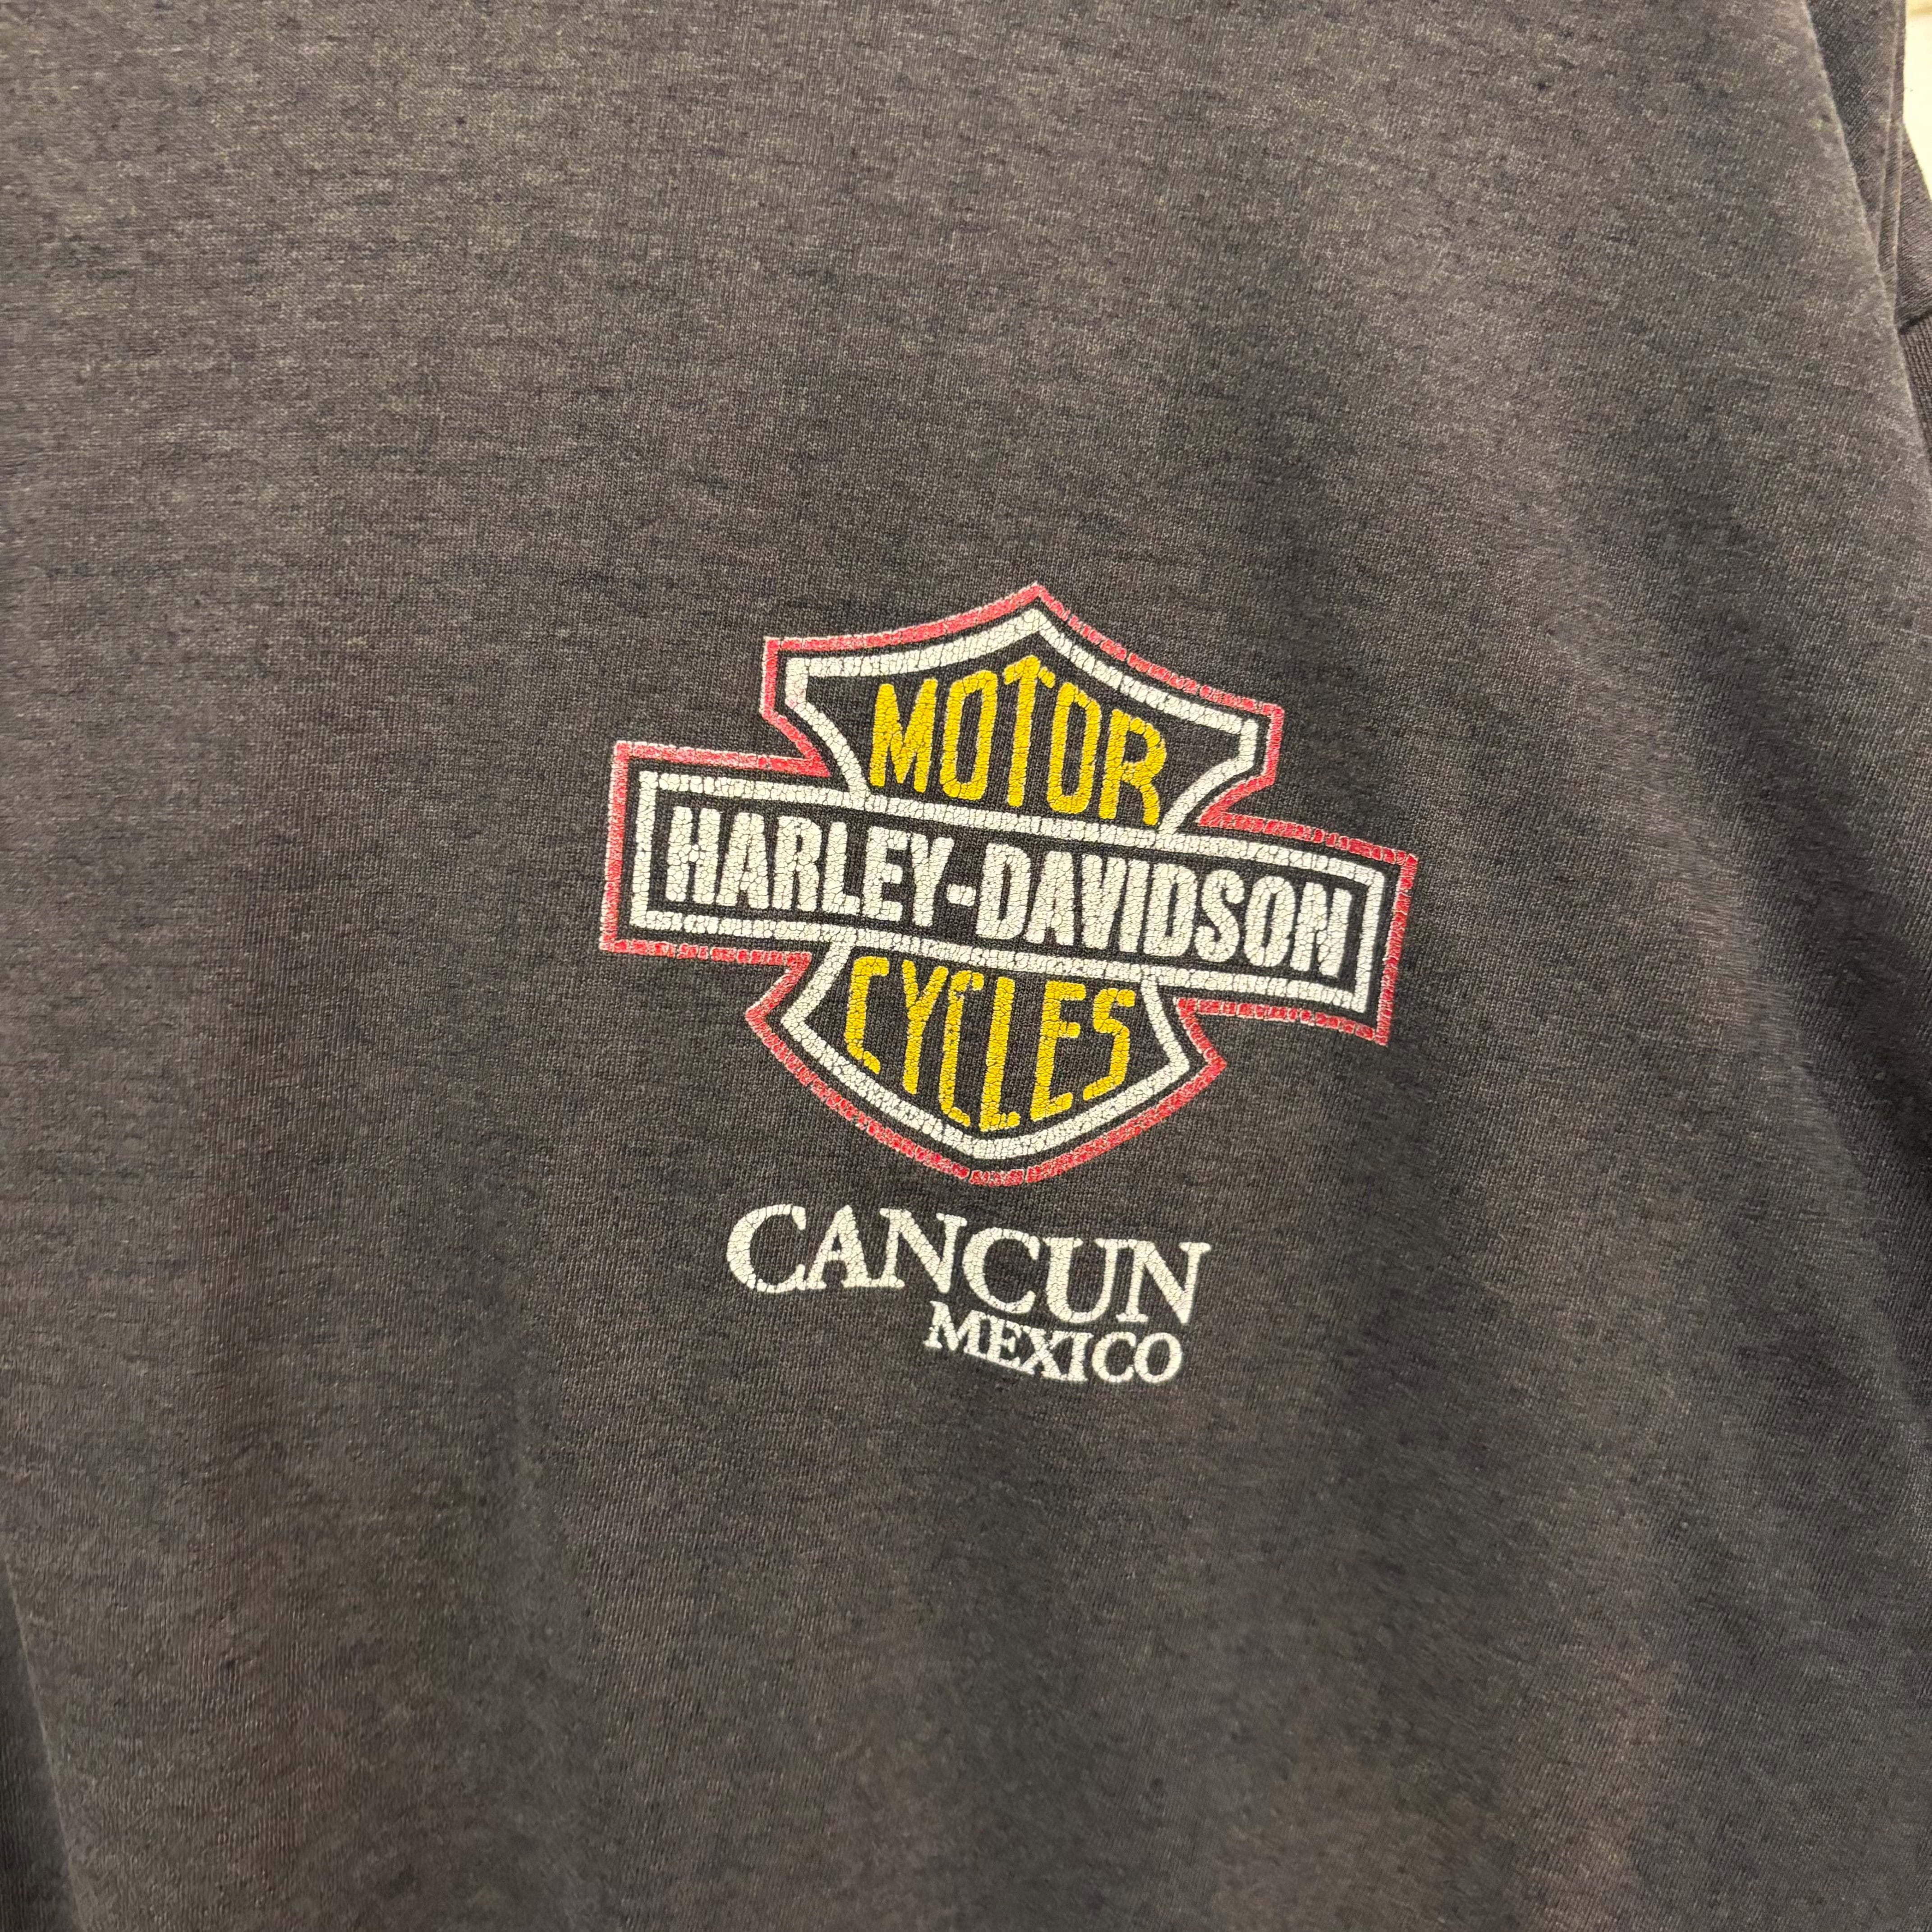 MOTOR
HARLEY-DAVIDSON
CYCLES
CANCUN
MEXICO